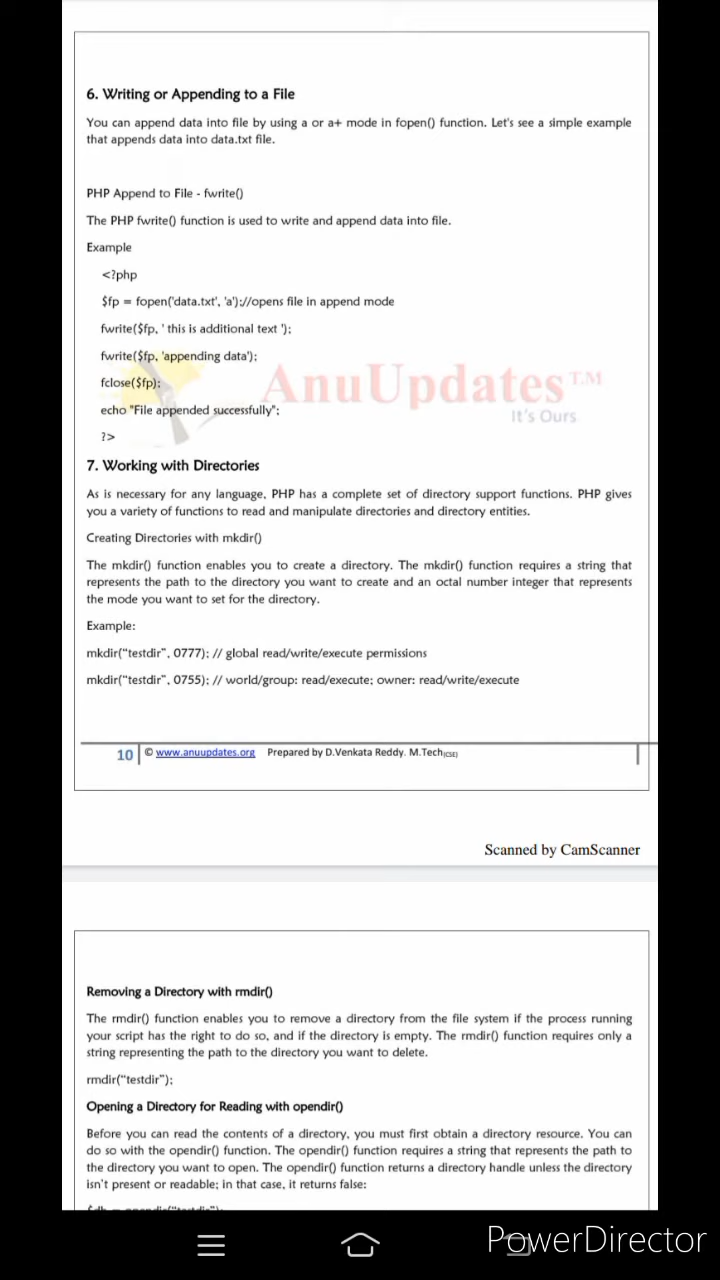 6. Writing or Appending to a File
You can append data into file by using a or a+ mode in fopen() function. Let's see a simple example
that appends data into data.txt file.
PHP Append to File - fwrite()
The PHP fwrite() function is used to write and append data into file.
Example
<?php
$fp = fopen('data.txt', 'a');//opens file in append mode
fwrite($fp, ' this is additional text ');
fwrite($fp, 'appending data');
fclose($fp);
echo "File appended successfully";
?>
AnuUpdates T.M
It's Ours
7. Working with Directories
As is necessary for any language, PHP has a complete set of directory support functions. PHP gives
you a variety of functions to read and manipulate directories and directory entities.
Creating Directories with mkdir()
The mkdir() function enables you to create a directory. The mkdir() function requires a string that
represents the path to the directory you want to create and an octal number integer that represents
the mode you want to set for the directory.
Example:
mkdir("testdir", 0777); // global read/write/execute permissions
mkdir("testdir", 0755); // world/group: read/execute; owner: read/write/execute
10 © www.anuupdates.org Prepared by D.Venkata Reddy. M.Tech(CSE)
Scanned by CamScanner
Removing a Directory with rmdir()
The rmdir() function enables you to remove a directory from the file system if the process running
your script has the right to do so, and if the directory is empty. The rmdir() function requires only a
string representing the path to the directory you want to delete.
rmdir("testdir");
Opening a Directory for Reading with opendir()
Before you can read the contents of a directory, you must first obtain a directory resource. You can
do so with the opendir() function. The opendir() function requires a string that represents the path to
the directory you want to open. The opendir() function returns a directory handle unless the directory
isn't present or readable; in that case, it returns false:
PowerDirector